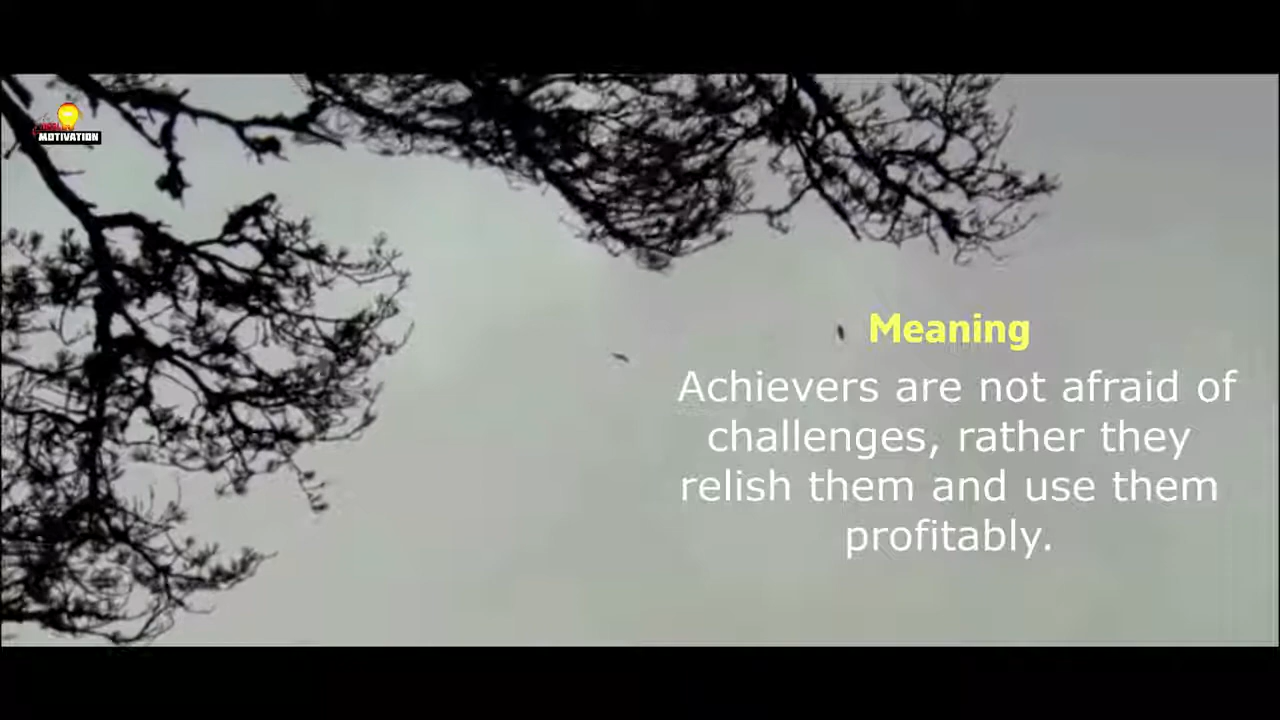 MOTIVATION
Meaning
Achievers are not afraid of
challenges, rather they
relish them and use them
profitably.